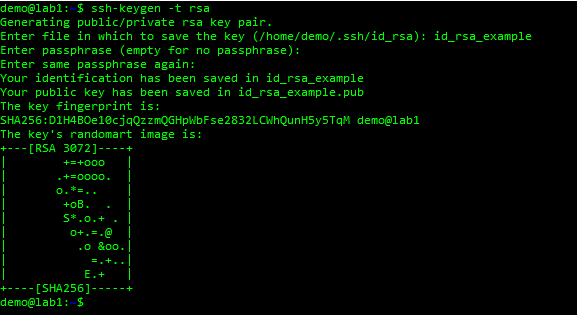 demo@lab1:~$ ssh-keygen -t rsa
Generating public/private rsa key pair.
Enter file in which to save the key (/home/demo/.ssh/id_rsa): id_rsa_example
Enter passphrase (empty for no passphrase):
Enter same passphrase again:
Your identification has been saved in id_rsa_example
Your public key has been saved in id_rsa_example.pub
The key fingerprint is:
SHA256:D1H4BOe10cjqQzzmQGHpWbFse2832LCWhQunH5y5TqM demo@lab1
The key's randomart image is:
+---[RSA 3072]----+
|         +=+ooo    |
|        .+=oooo.   |
|        o.*=..     |
|         +oB.  .   |
|         S*.o.+ .  |
|          o+.=.@   |
|           .o &oo. |
|             =.+.. |
|            E.+    |
+----[SHA256]-----+
demo@lab1:~$